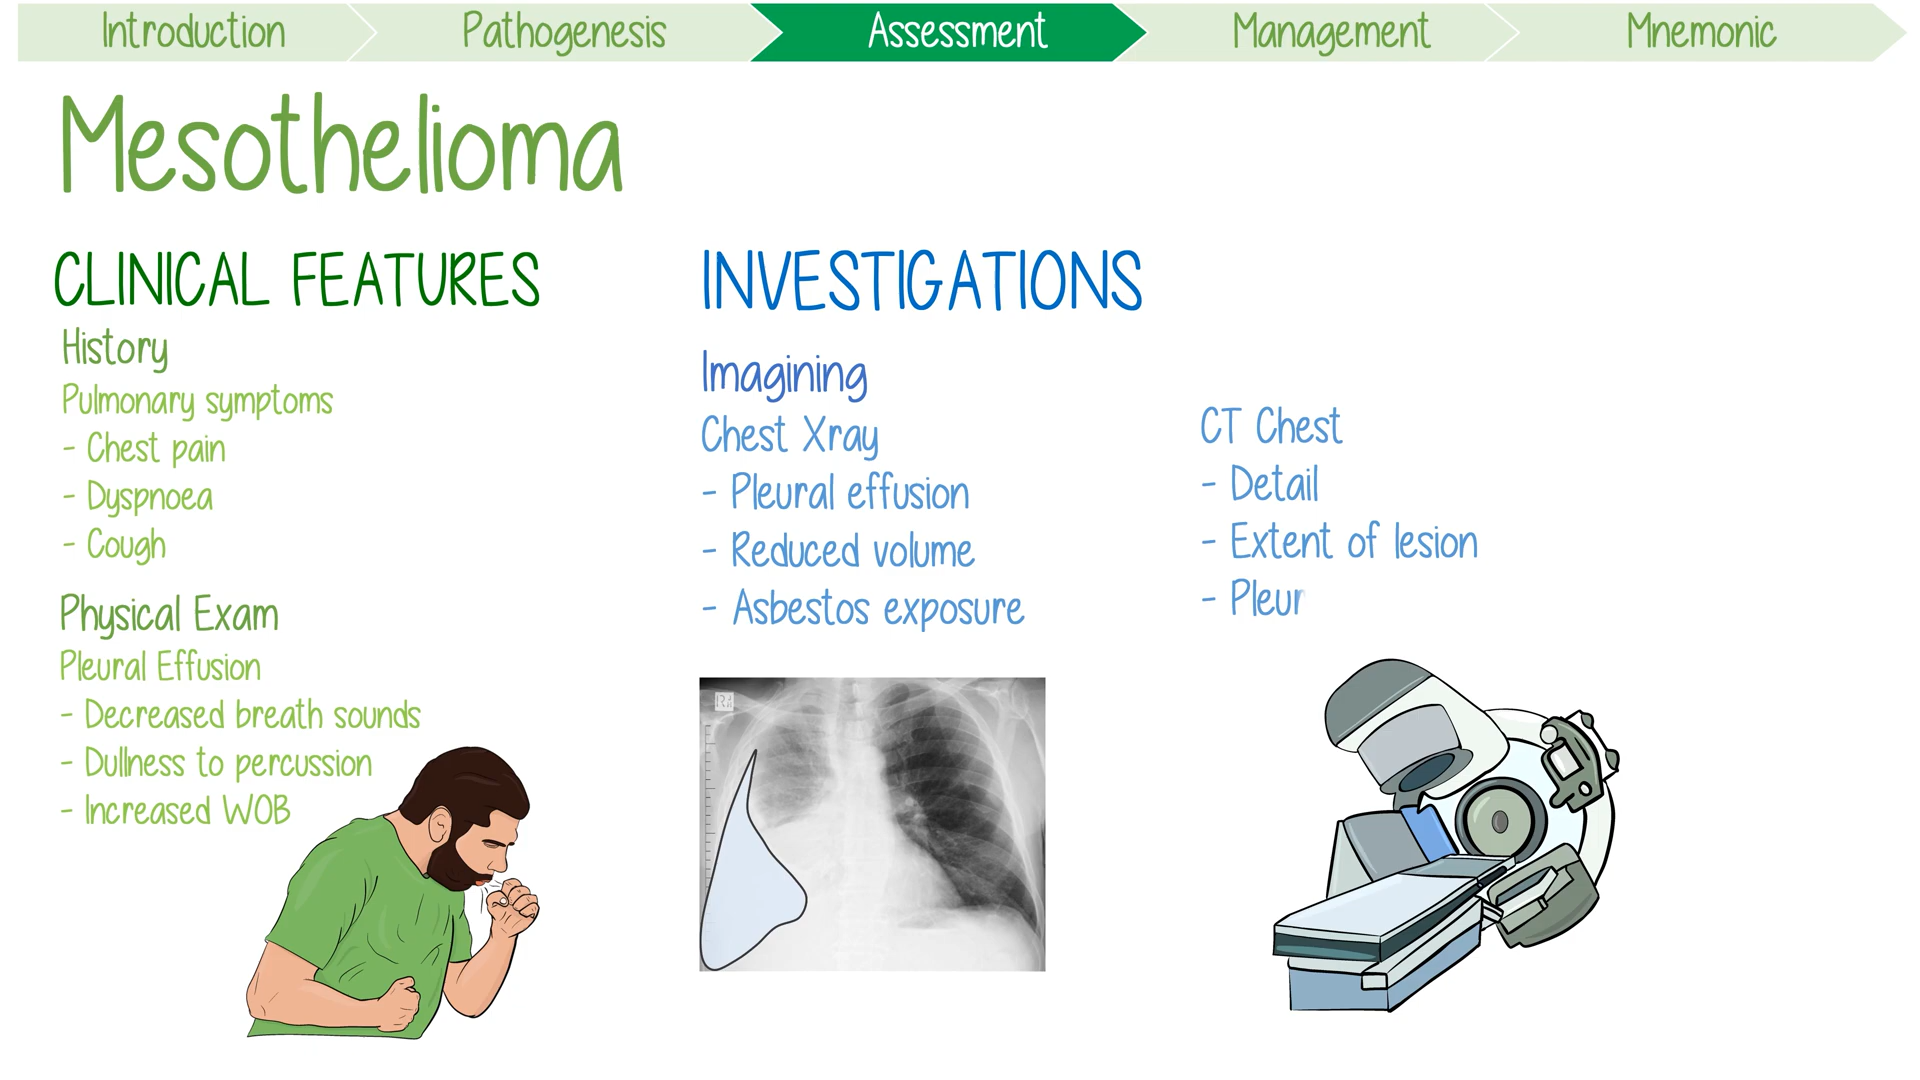 Introduction
Pathogenesis
Assessment
Management
Mnemonic
Mesothelioma
CLINICAL FEATURES
History
Pulmonary symptoms
- Chest pain
- Dyspnoea
- Cough
Physical Exam
Pleural Effusion
- Decreased breath sounds
- Dullness to percussion
- Increased WOB
INVESTIGATIONS
Imagining
Chest Xray
- Pleural effusion
- Reduced volume
- Asbestos exposure
CT Chest
- Detail
- Extent of lesion
- Pleur